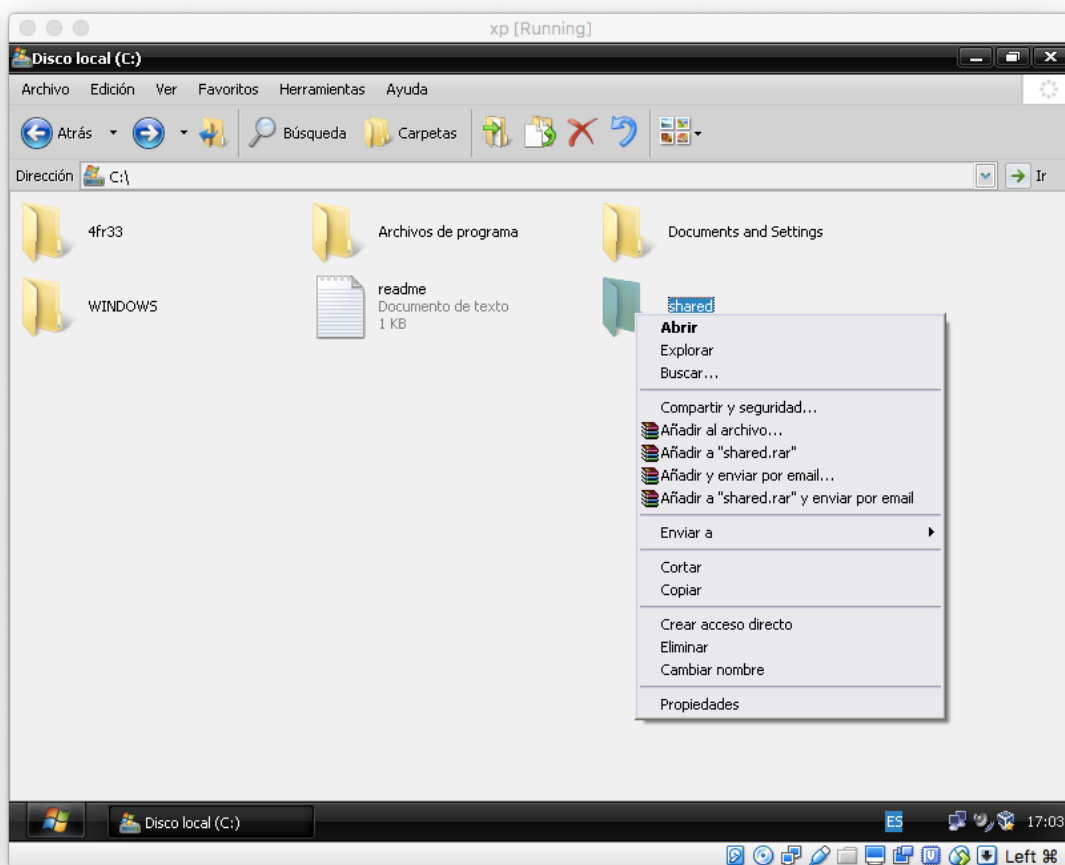 xp [Running]
Disco local (C:)
Archivo Edición Ver Favoritos Herramientas Ayuda
Atrás Búsqueda Carpetas
Dirección C:\ Ir
4fr33 Archivos de programa Documents and Settings
WINDOWS
readme
Documento de texto
1 KB
shared
Abrir
Explorar
Buscar...
Compartir y seguridad...
Añadir al archivo...
Añadir a "shared.rar"
Añadir y enviar por email...
Añadir a "shared.rar" y enviar por email
Enviar a
Cortar
Copiar
Crear acceso directo
Eliminar
Cambiar nombre
Propiedades
Disco local (C:) ES 17:03
Left ⌘